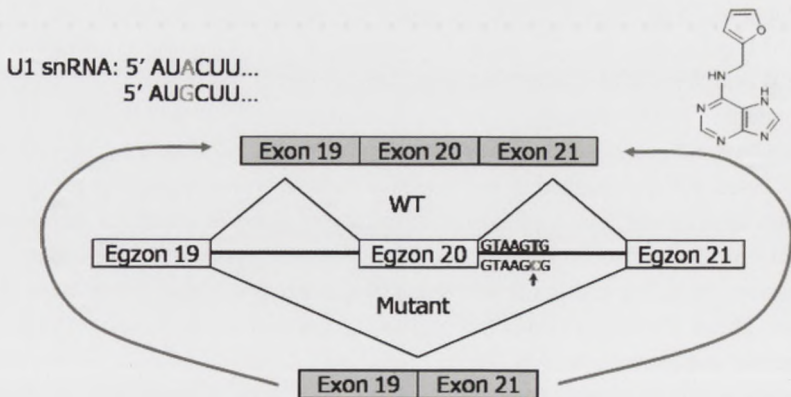 U1 snRNA: 5' AUACUU...
5' AUGCUU...
O
HN
N
H
N
N
N
Exon 19 Exon 20 Exon 21
WT
GTAAGTG
Egzon 19 Egzon 20 Egzon 21
GTAAGCG
Mutant
Exon 19 Exon 21